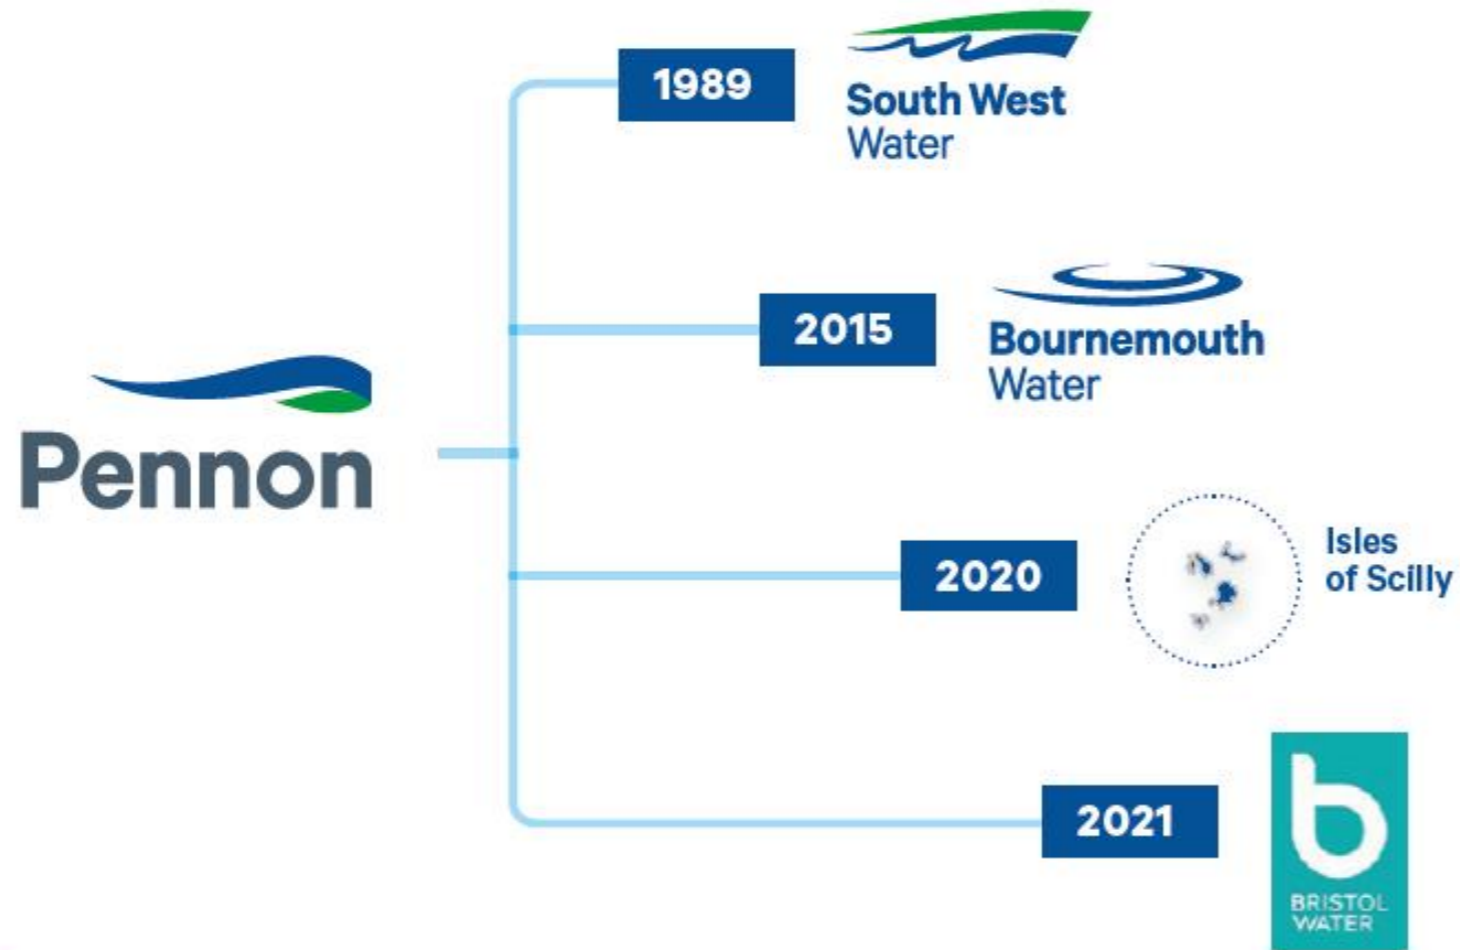 1989
South West
Water
2015
Bournemouth
Water
Pennon
2020
Isles
of Scilly
2021
b
BRISTOL
WATER